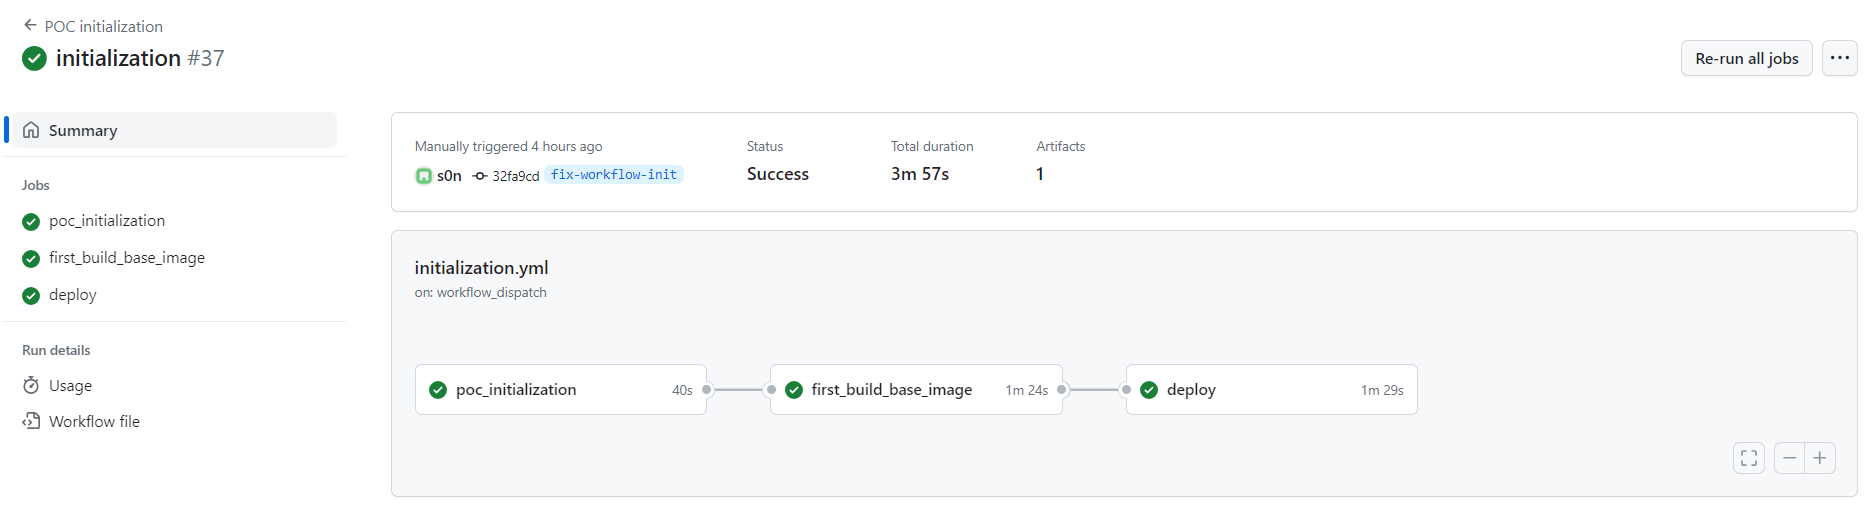 POC initialization
initialization #37
Re-run all jobs
Summary
Jobs
poc_initialization
first_build_base_image
deploy
Run details
Usage
Workflow file
Manually triggered 4 hours ago
s0n 32fa9cd fix-workflow-init
Status
Success
Total duration
3m 57s
Artifacts
1
initialization.yml
on: workflow_dispatch
poc_initialization 40s
first_build_base_image 1m 24s
deploy 1m 29s